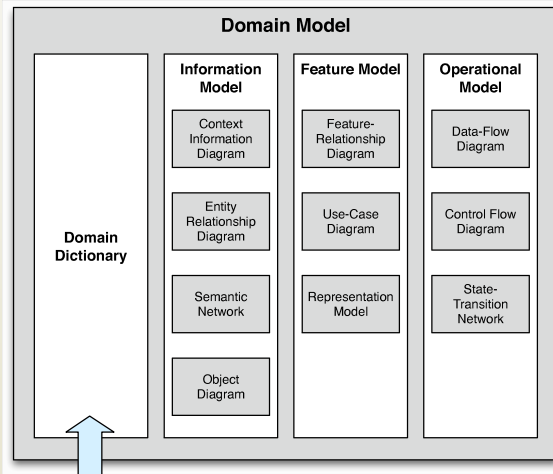 Domain Model
Domain
Dictionary
Information
Model
Context
Information
Diagram
Entity
Relationship
Diagram
Semantic
Network
Object
Diagram
Feature Model
Feature-
Relationship
Diagram
Use-Case
Diagram
Representation
Model
Operational
Model
Data-Flow
Diagram
Control Flow
Diagram
State-
Transition
Network